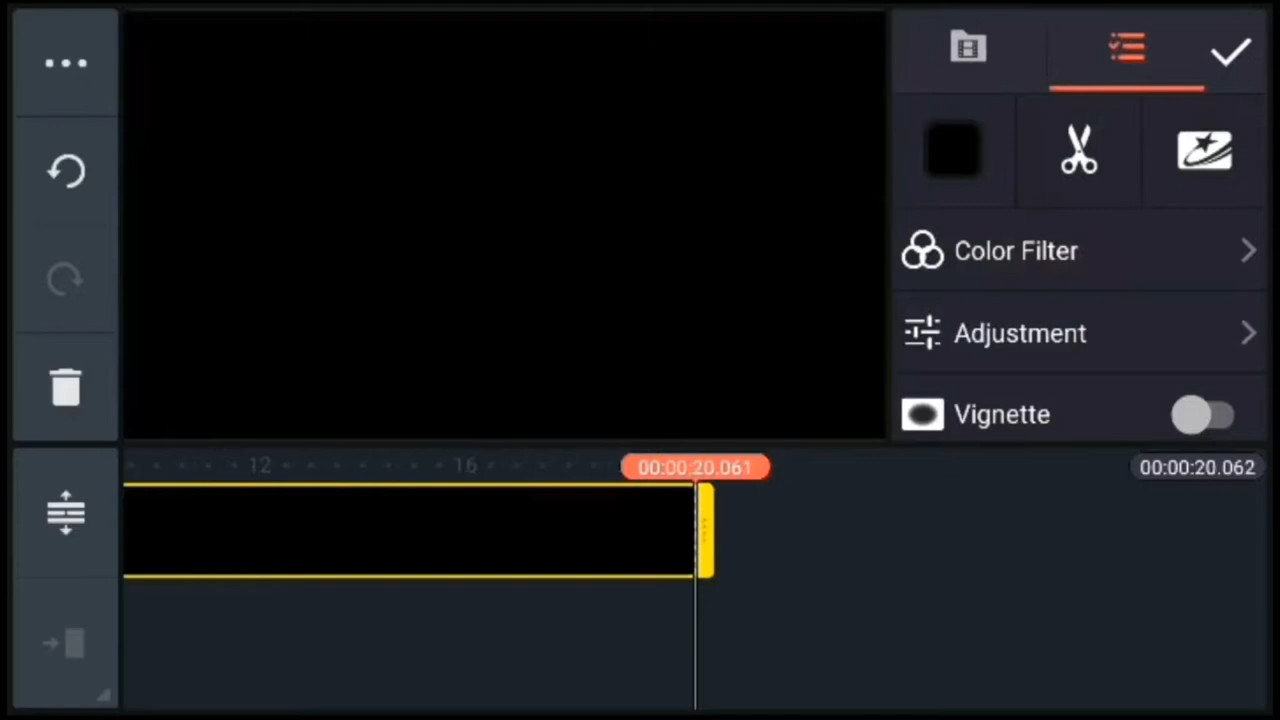 Color Filter
Adjustment
Vignette
12
16
00:00:20.061
00:00:20.062